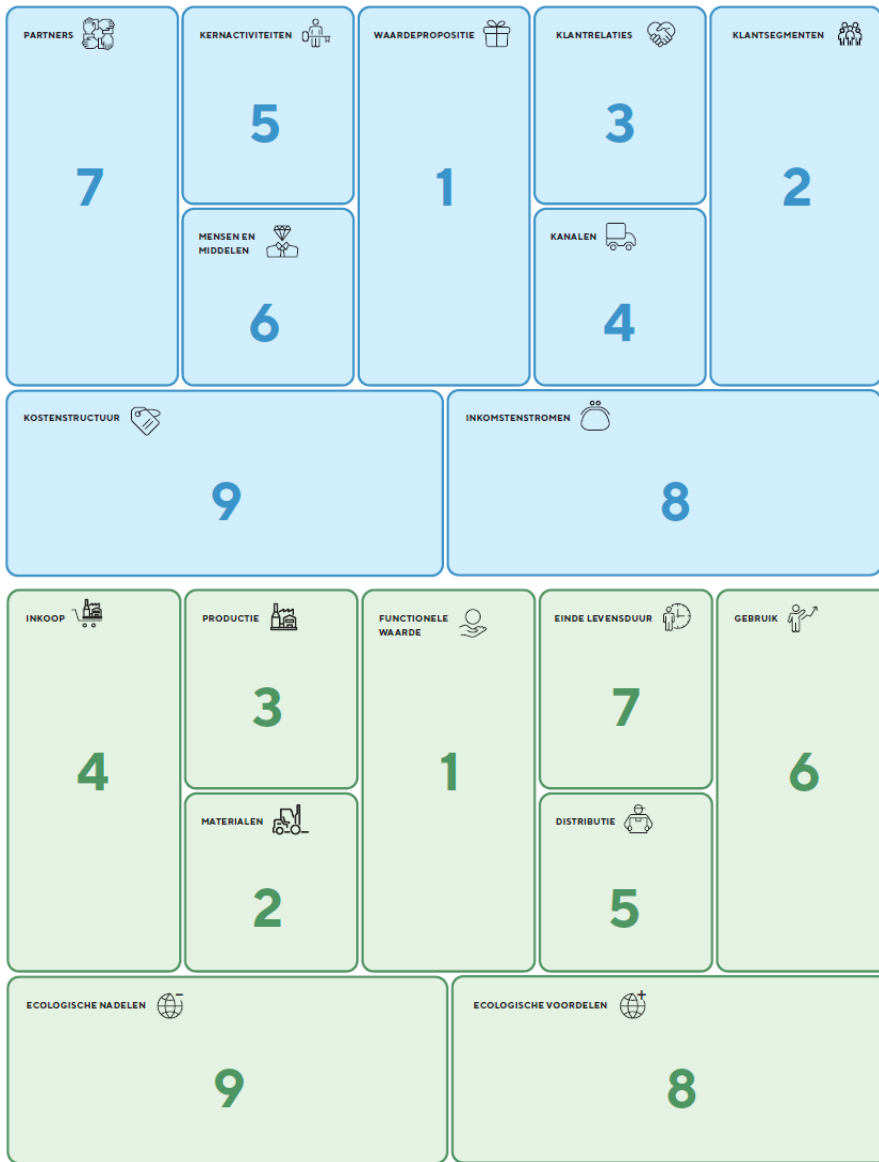 PARTNERS
7
KERNACTIVITEITEN
5
MENSEN EN
MIDDELEN
6
WAARDEPROPOSITIE
1
KLANTRELATIES
3
KANALEN
4
KLANTSEGMENTEN
2
KOSTENSTRUCTUUR
9
INKOMSTENSTROMEN
8
INKOOP
4
PRODUCTIE
3
MATERIALEN
2
FUNCTIONELE
WAARDE
1
EINDE LEVENSDUUR
7
DISTRIBUTIE
5
GEBRUIK
6
ECOLOGISCHE NADELEN
9
ECOLOGISCHE VOORDELEN
8